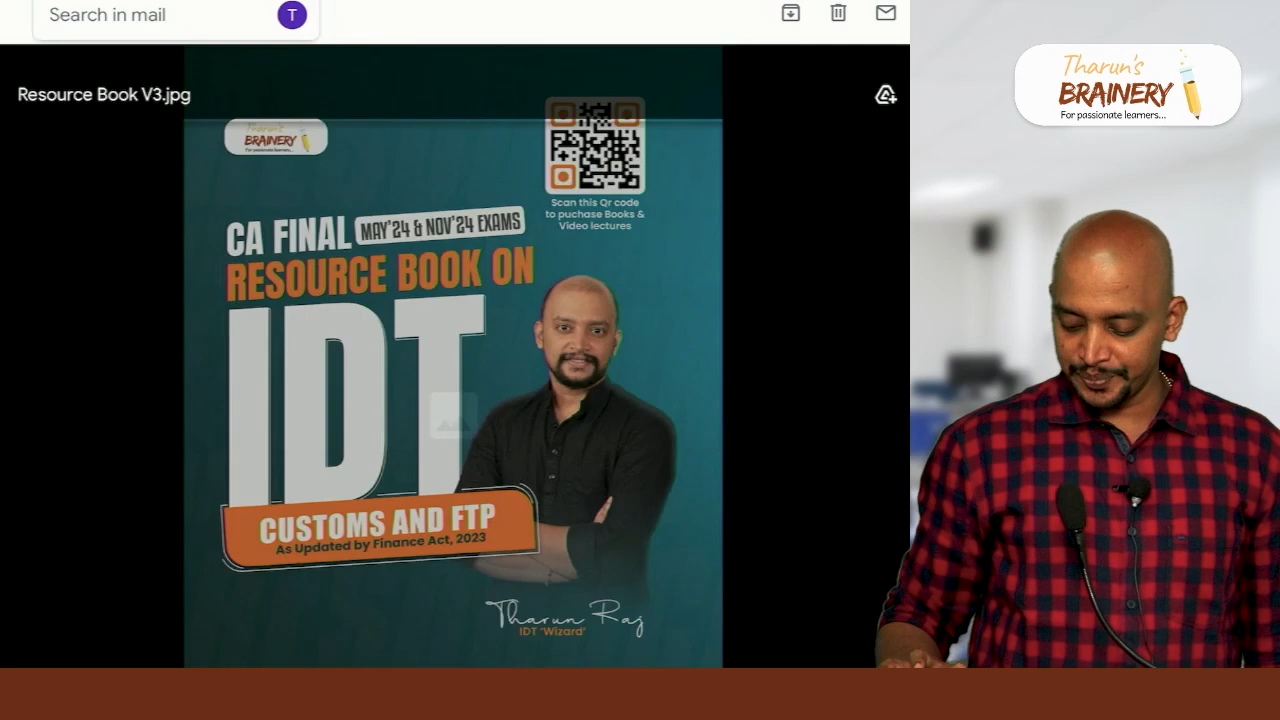 Search in mail
T
Resource Book V3.jpg
Tharun's
BRAINERY
For passionate learners...
Scan this Qr code
to puchase Books &
Video lectures
CA FINAL MAY'24 & NOV'24 EXAMS
RESOURCE BOOK ON
IDT
CUSTOMS AND FTP
As Updated by Finance Act, 2023
Tharun Raj
IDT 'Wizard'
Tharun's
BRAINERY
For passionate learners...